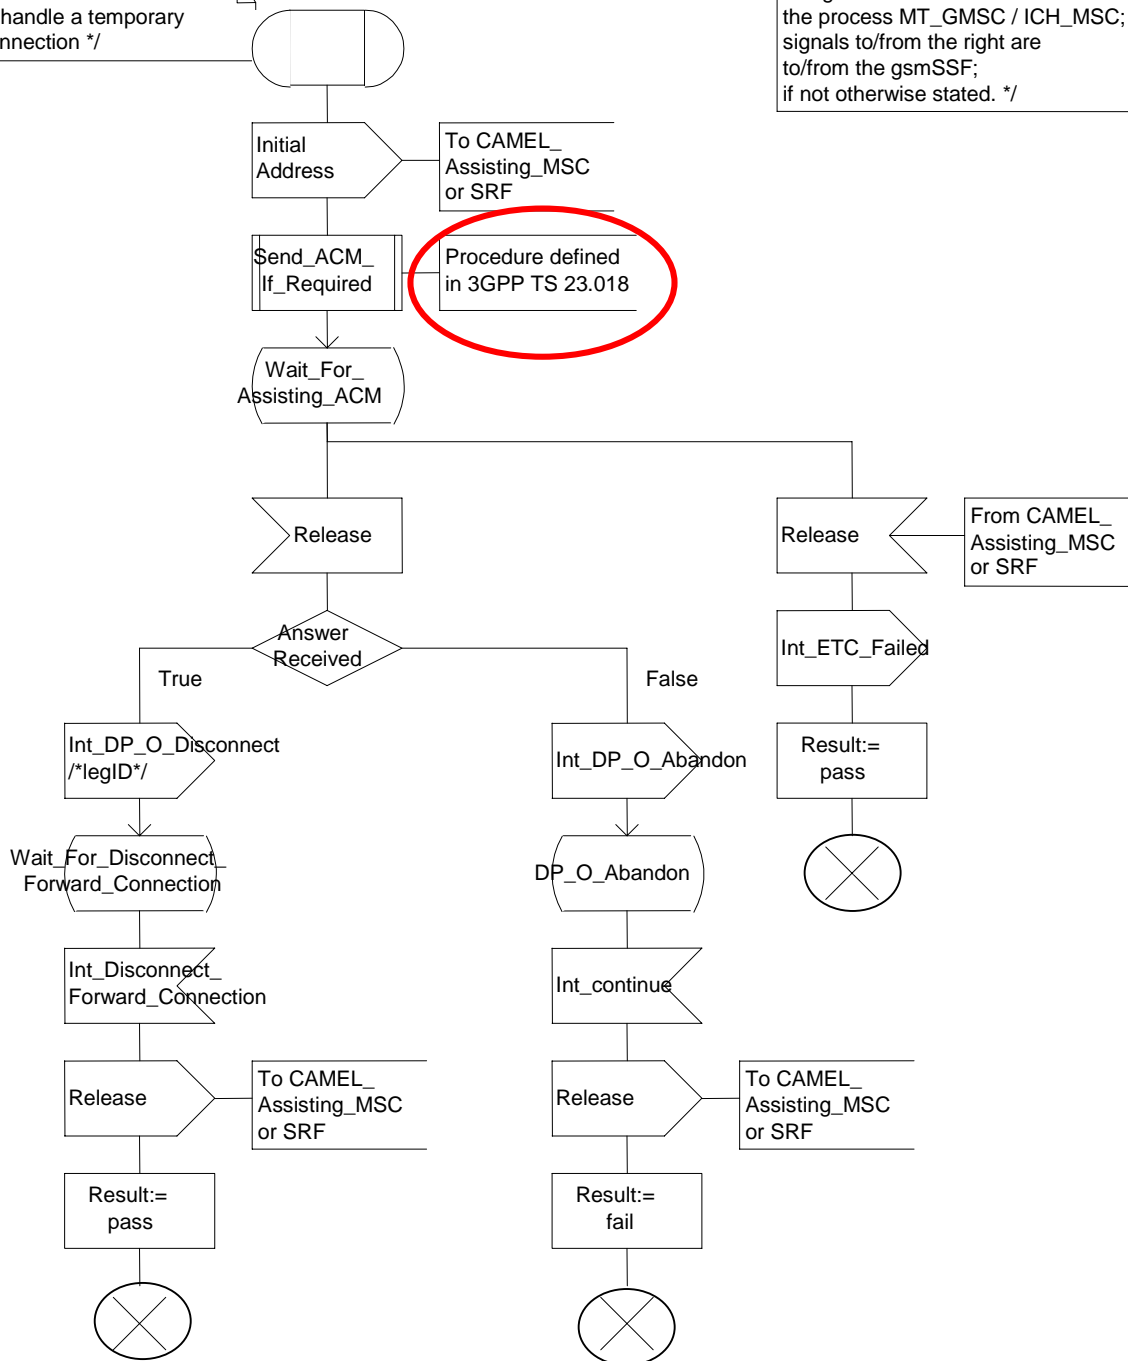 handle a temporary
nnection */
the process MT_GMSC / ICH_MSC;
signals to/from the right are
to/from the gsmSSF;
if not otherwise stated. */
Initial
Address
To CAMEL_
Assisting_MSC
or SRF
Send_ACM_
If_Required
Procedure defined
in 3GPP TS 23.018
Wait_For_
Assisting_ACM
Release
Release
From CAMEL_
Assisting_MSC
or SRF
Answer
Received
True
False
Int_ETC_Failed
Int_DP_O_Disconnect
/*legID*/
Int_DP_O_Abandon
Result:=
pass
Wait_For_Disconnect_
Forward_Connection
DP_O_Abandon
Int_Disconnect_
Forward_Connection
Int_continue
Release
To CAMEL_
Assisting_MSC
or SRF
Release
To CAMEL_
Assisting_MSC
or SRF
Result:=
pass
Result:=
fail